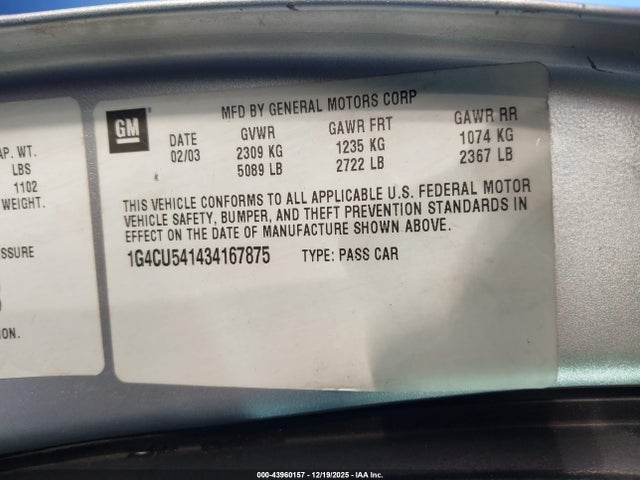 AP. WT.
LBS
1102
WEIGHT.
ESSURE
ON.
GM
MFD BY GENERAL MOTORS CORP
DATE GVWR GAWR FRT GAWR RR
02/03 2309 KG 1235 KG 1074 KG
5089 LB 2722 LB 2367 LB
THIS VEHICLE CONFORMS TO ALL APPLICABLE U.S. FEDERAL MOTOR
VEHICLE SAFETY, BUMPER, AND THEFT PREVENTION STANDARDS IN
EFFECT ON THE DATE OF MANUFACTURE SHOWN ABOVE.
1G4CU541434167875 TYPE: PASS CAR
000-43960157 - 12/19/2025 - IAA Inc.